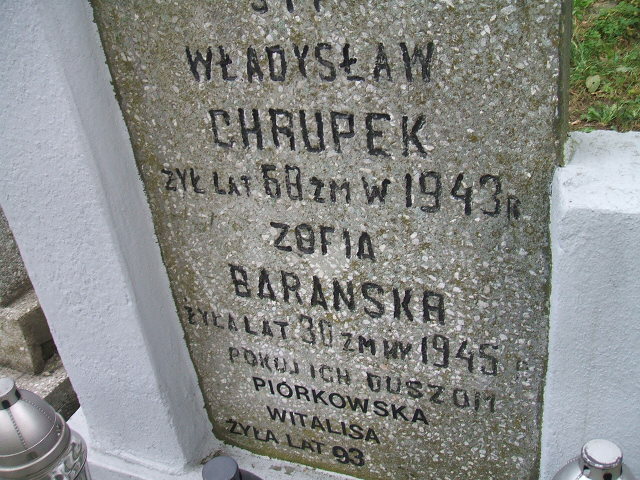 WŁADYSŁAW
CHRUPEK
ŻYŁ LAT 68 ZM W 1943 R
ZOFIA
BARAŃSKA
ŻYŁA LAT 30 ZM W 1945 R
POKÓJ ICH DUSZOM
PIÓRKOWSKA
WITALISA
ŻYŁA LAT 93